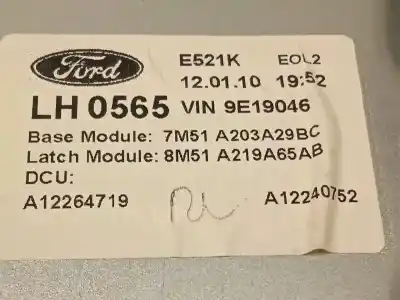 Ford E521K EOL2
12.01.10 19:52
LH 0565 VIN 9E19046
Base Module: 7M51 A203A29BC
Latch Module: 8M51 A219A65AB
DCU:
A12264719 A12240752